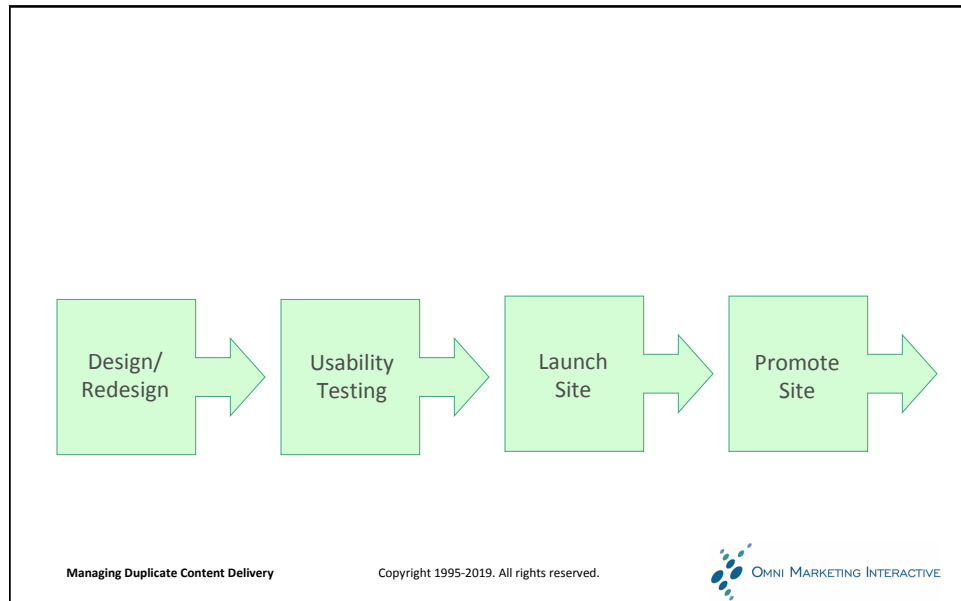 Design/
Redesign
Usability
Testing
Launch
Site
Promote
Site
Managing Duplicate Content Delivery
Copyright 1995-2019. All rights reserved.
OMNI MARKETING INTERACTIVE